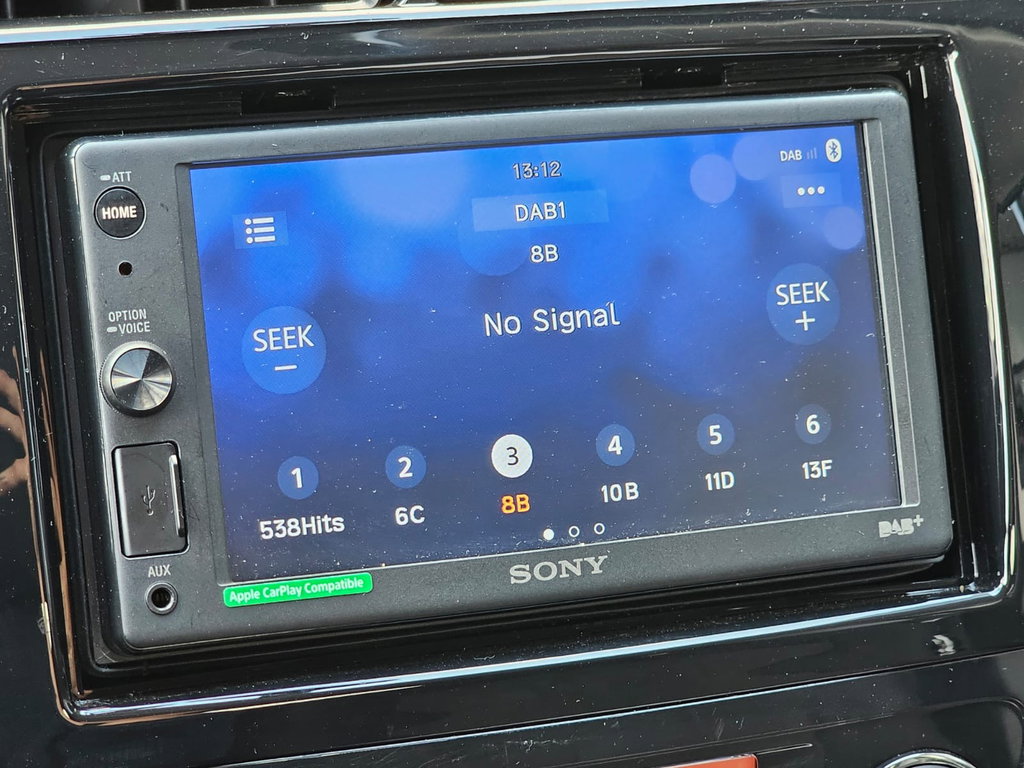 ATT
HOME
OPTION
VOICE
AUX
13:12
DAB
DAB1
8B
SEEK
–
No Signal
SEEK
+
1
538Hits
2
6C
3
8B
4
10B
5
11D
6
13F
Apple CarPlay Compatible
SONY
DAB+